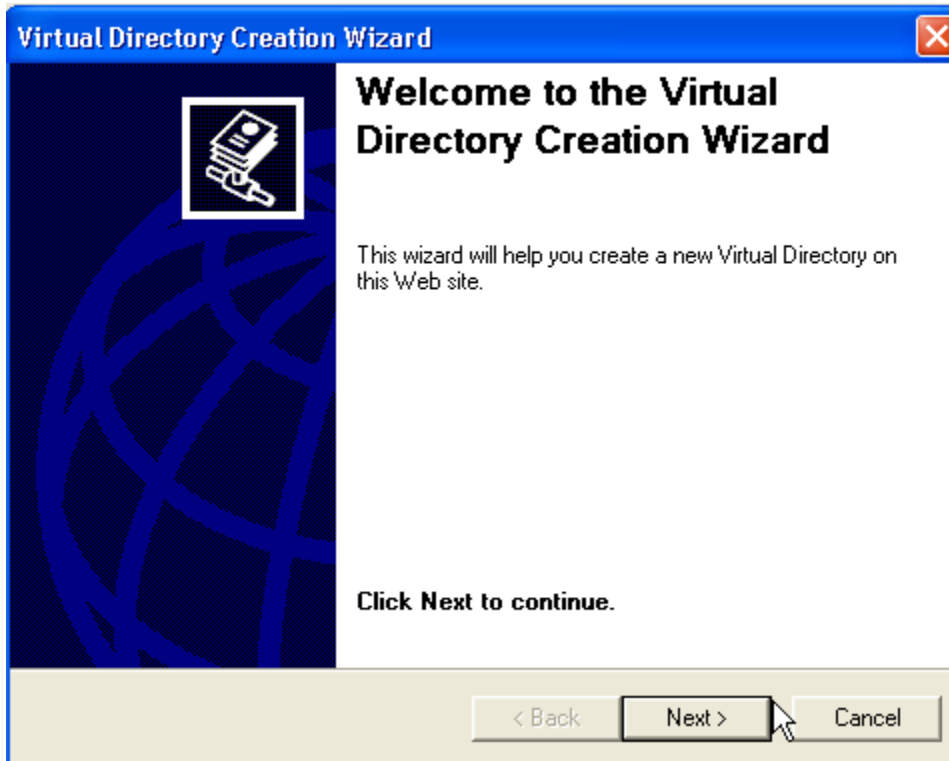 Virtual Directory Creation Wizard
Welcome to the Virtual
Directory Creation Wizard
This wizard will help you create a new Virtual Directory on
this Web site.
Click Next to continue.
< Back
Next >
Cancel